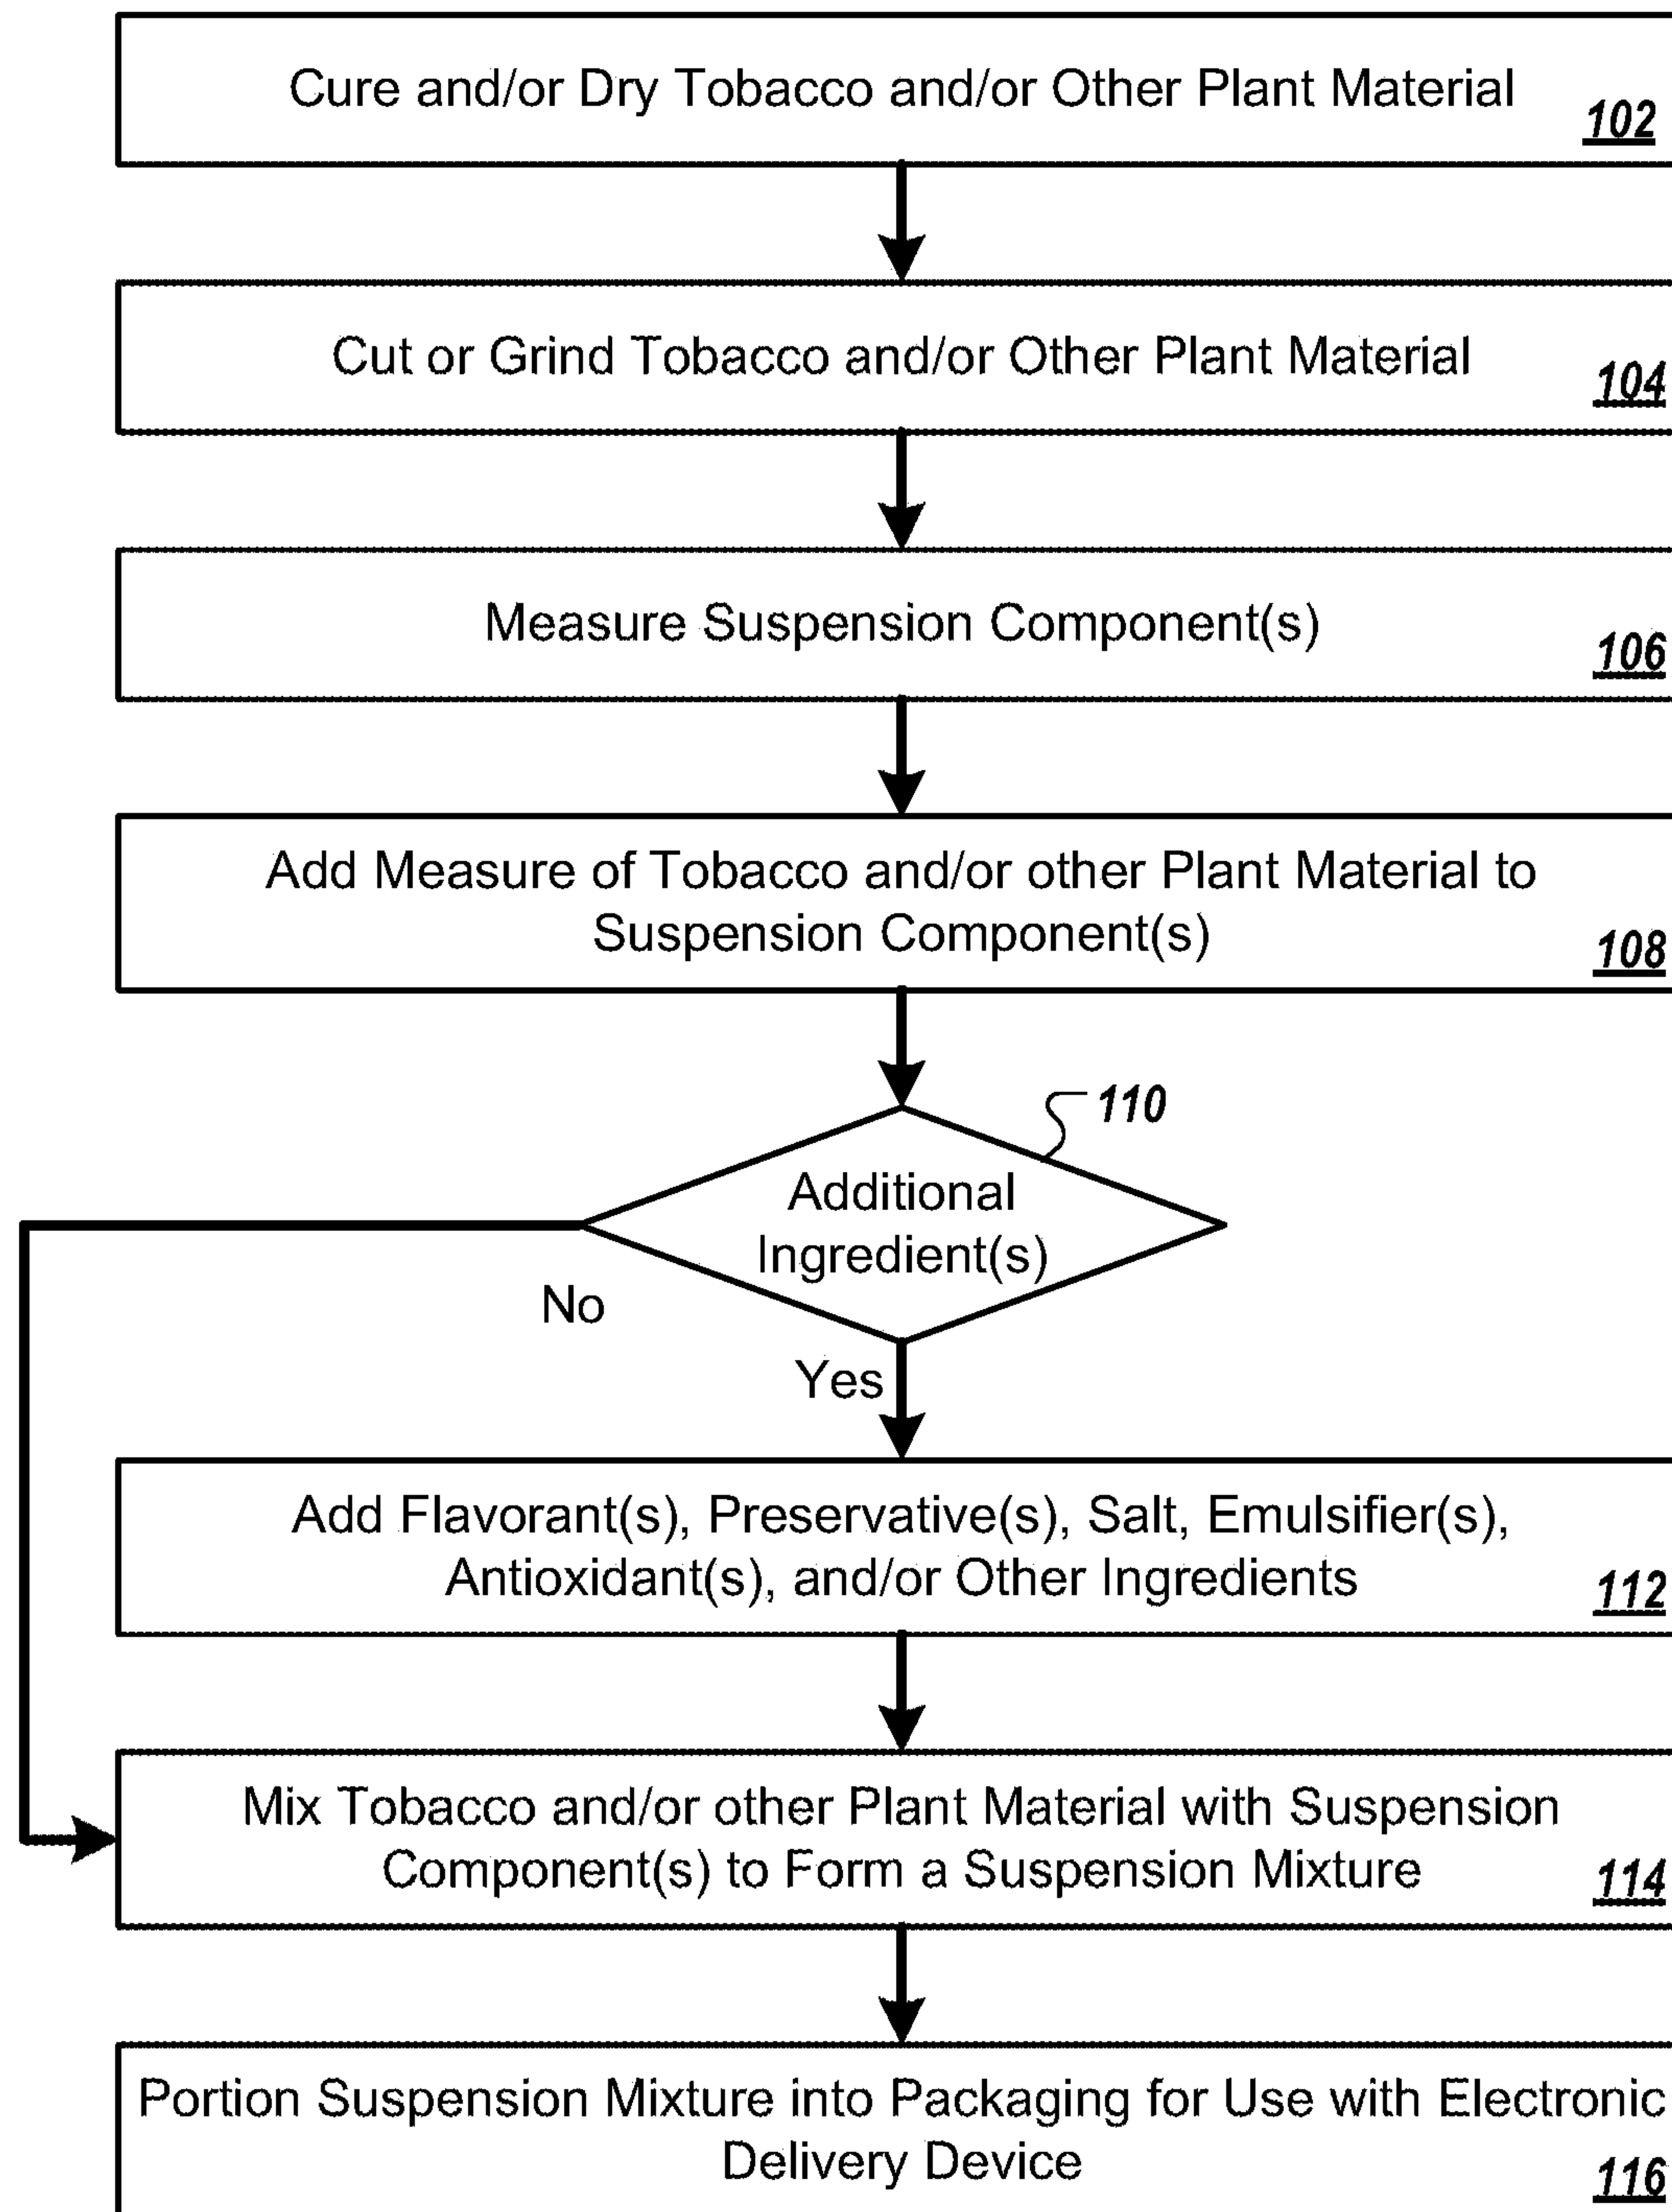 Cure and/or Dry Tobacco and/or Other Plant Material
102
Cut or Grind Tobacco and/or Other Plant Material
104
Measure Suspension Component(s)
106
Add Measure of Tobacco and/or other Plant Material to
Suspension Component(s)
108
110
Additional
Ingredient(s)
No
Yes
Add Flavorant(s), Preservative(s), Salt, Emulsifier(s),
Antioxidant(s), and/or Other Ingredients
112
Mix Tobacco and/or other Plant Material with Suspension
Component(s) to Form a Suspension Mixture
114
Portion Suspension Mixture into Packaging for Use with Electronic
Delivery Device
116